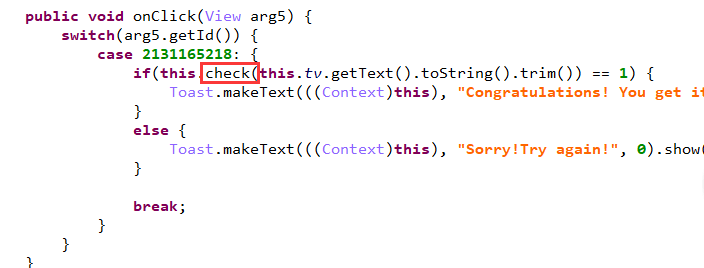 public void onClick(View arg5) {
switch(arg5.getId()) {
case 2131165218: {
if(this.check(this.tv.getText().toString().trim()) == 1) {
Toast.makeText(((Context)this), "Congratulations! You get it
}
else {
Toast.makeText(((Context)this), "Sorry!Try again!", 0).show(
}
break;
}
}
}